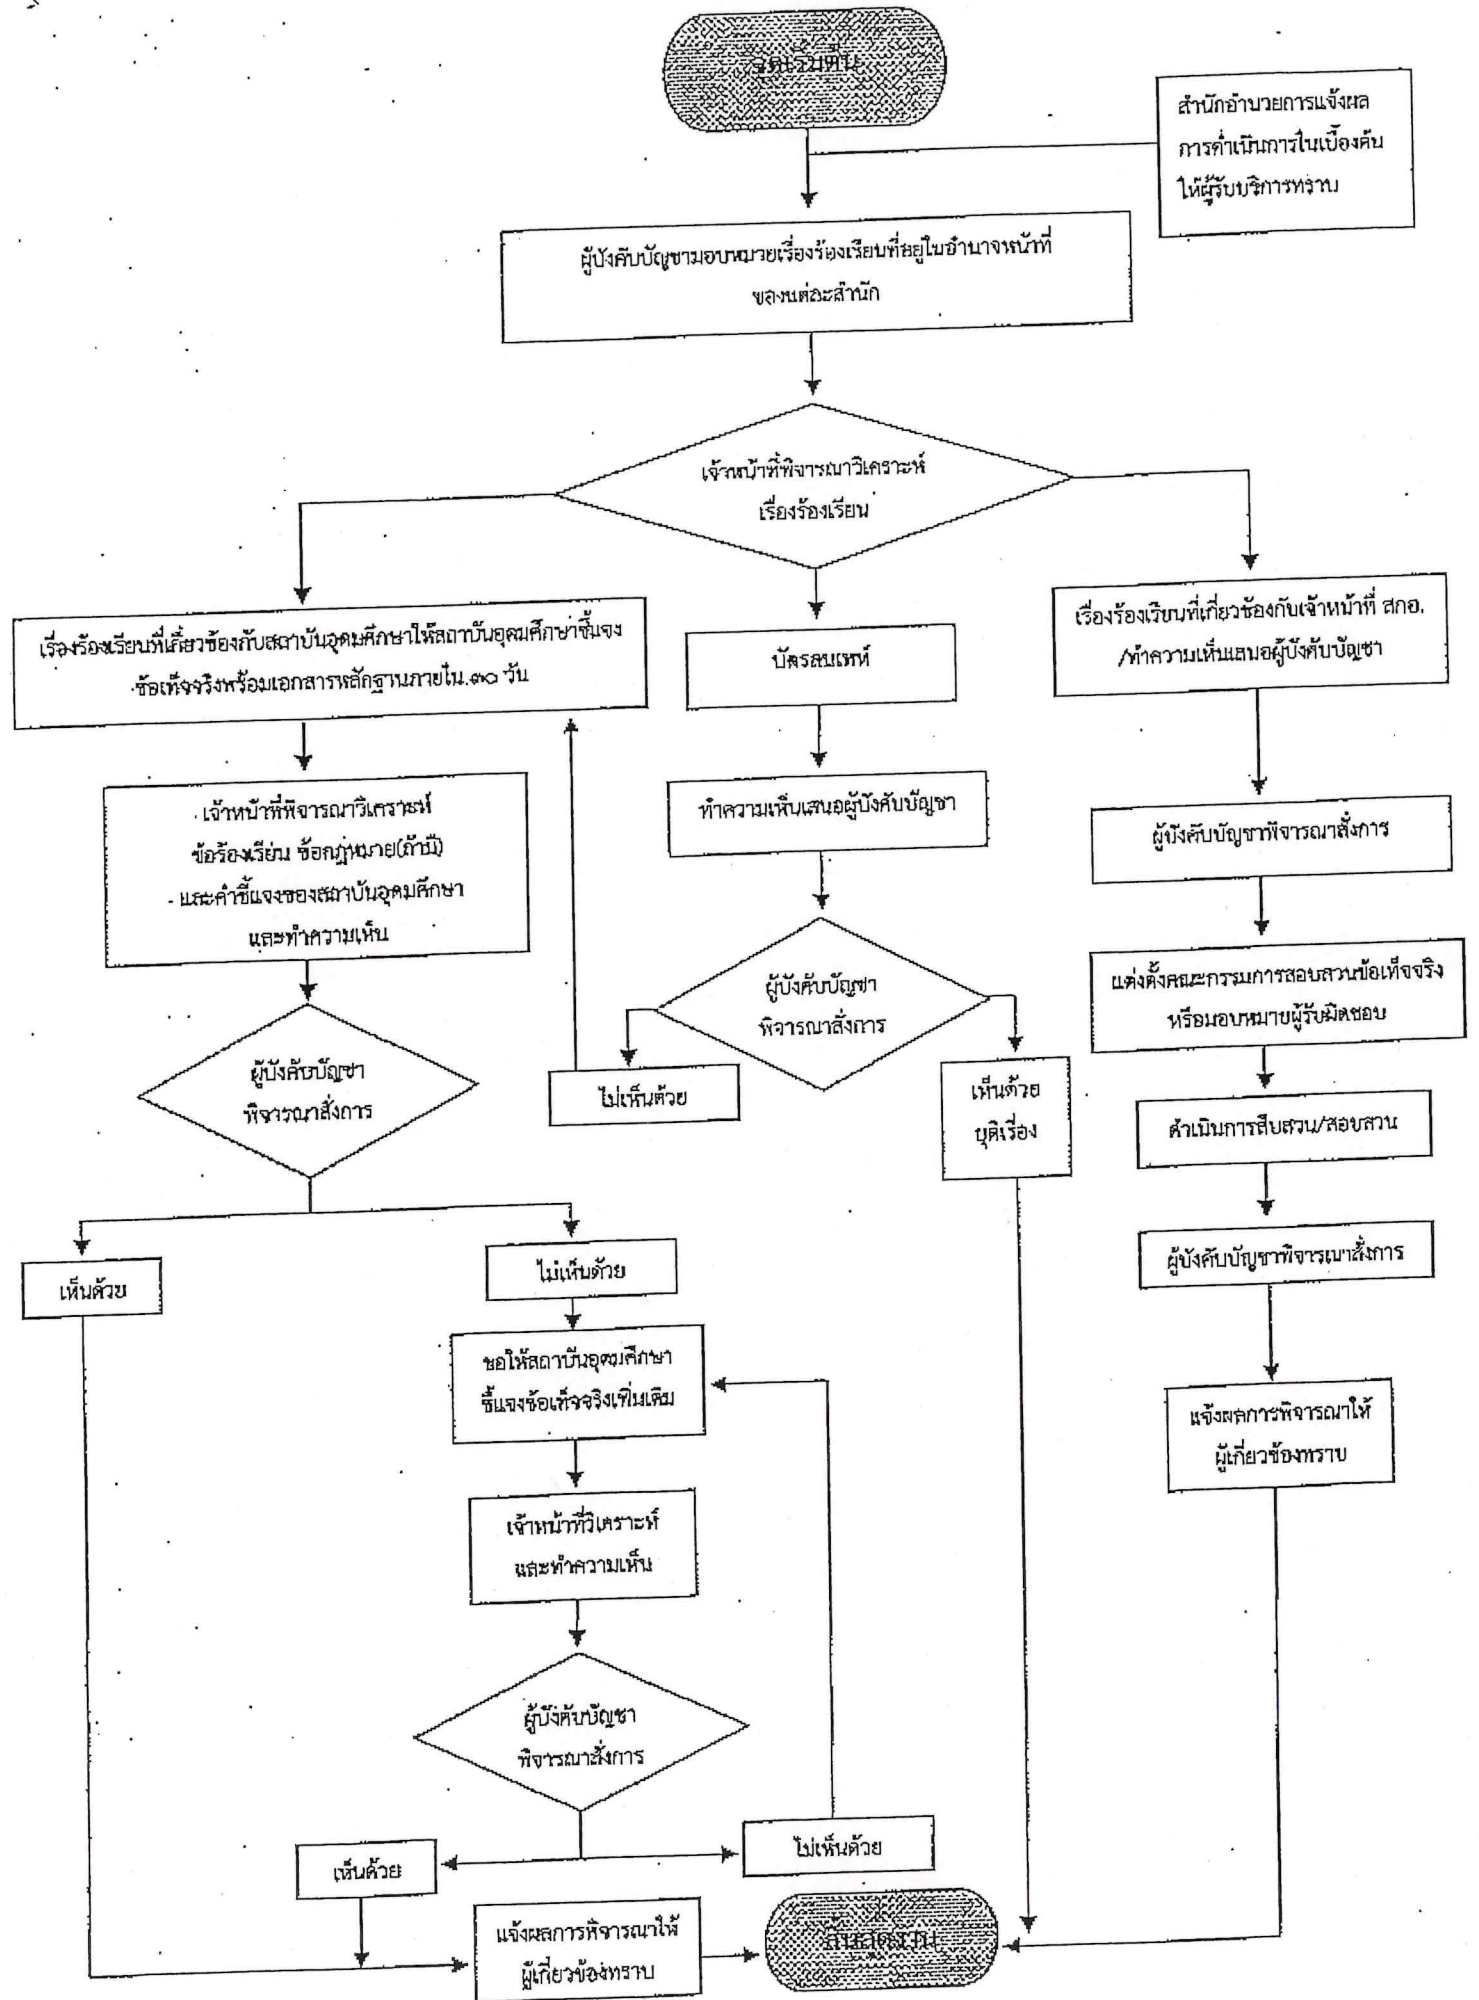 จุดเริ่มต้น
สำนักอำนวยการแจ้งผล
การดำเนินการในเบื้องต้น
ให้ผู้รับบริการทราบ
ผู้บังคับบัญชามอบหมายเรื่องร้องเรียนที่อยู่ในอำนาจหน้าที่
ของแต่ละสำนัก
เจ้าหน้าที่พิจารณาวิเคราะห์
เรื่องร้องเรียน
เรื่องร้องเรียนที่เกี่ยวข้องกับสถาบันอุดมศึกษาให้สถาบันอุดมศึกษาชี้แจง
ข้อเท็จจริงพร้อมเอกสารหลักฐานภายใน ๓๐ วัน
บัตรสนเท่ห์
เรื่องร้องเรียนที่เกี่ยวข้องกับเจ้าหน้าที่ สกอ.
/ทำความเห็นเสนอผู้บังคับบัญชา
- เจ้าหน้าที่พิจารณาวิเคราะห์
ข้อร้องเรียน ข้อกฎหมาย(ถ้ามี)
- และคำชี้แจงของสถาบันอุดมศึกษา
และทำความเห็น
ทำความเห็นเสนอผู้บังคับบัญชา
ผู้บังคับบัญชาพิจารณาสั่งการ
ผู้บังคับบัญชา
พิจารณาสั่งการ
แต่งตั้งคณะกรรมการสอบสวนข้อเท็จจริง
หรือมอบหมายผู้รับผิดชอบ
ผู้บังคับบัญชา
พิจารณาสั่งการ
ไม่เห็นด้วย
เห็นด้วย
ยุติเรื่อง
ดำเนินการสืบสวน/สอบสวน
เห็นด้วย
ไม่เห็นด้วย
ผู้บังคับบัญชาพิจารณาสั่งการ
ขอให้สถาบันอุดมศึกษา
ชี้แจงข้อเท็จจริงเพิ่มเติม
แจ้งผลการพิจารณาให้
ผู้เกี่ยวข้องทราบ
เจ้าหน้าที่วิเคราะห์
และทำความเห็น
ผู้บังคับบัญชา
พิจารณาสั่งการ
เห็นด้วย
ไม่เห็นด้วย
แจ้งผลการพิจารณาให้
ผู้เกี่ยวข้องทราบ
สิ้นสุดงาน